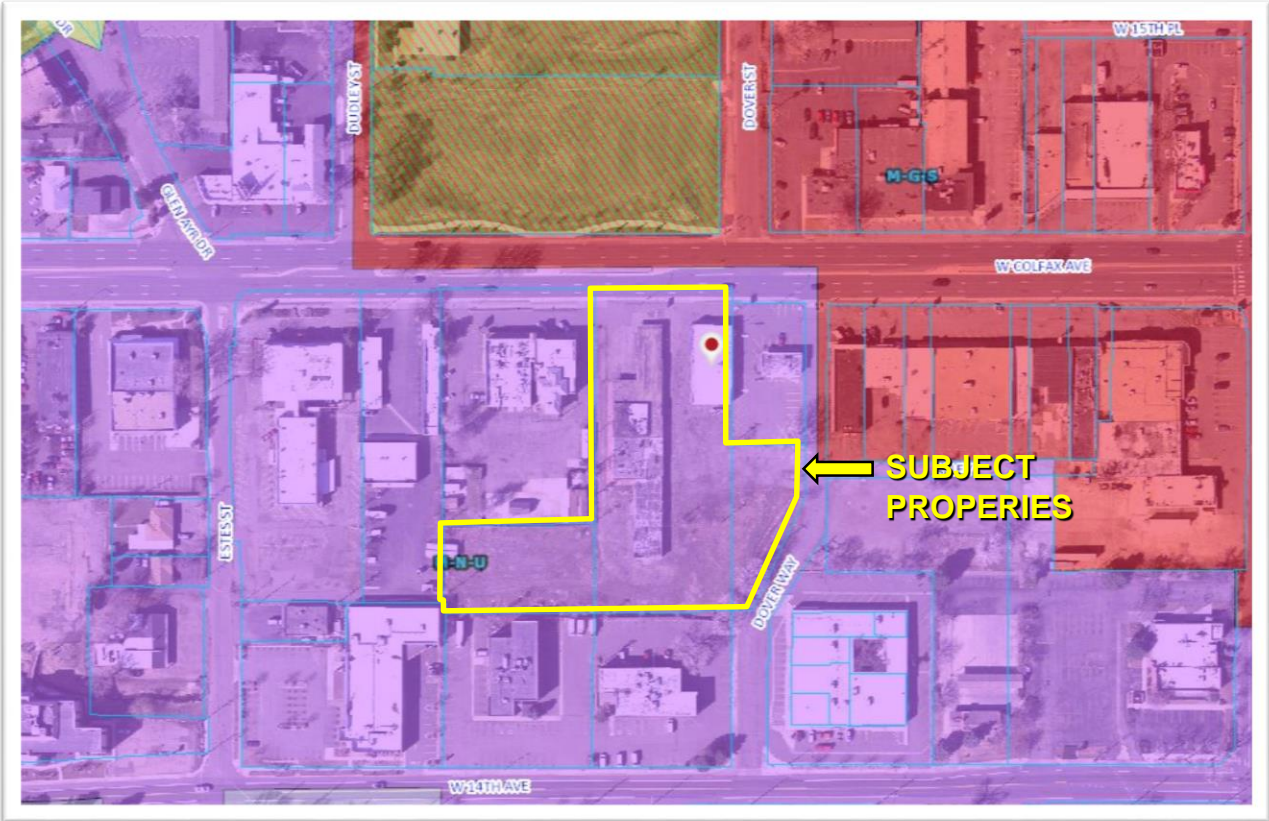 DR
W 15TH PL
DUDLEY ST
DOVER ST
M-G-S
GLEN AYR DR
W COLFAX AVE
SUBJECT
PROPERIES
ESTES ST
M-N-U
DOVER WAY
W 14TH AVE